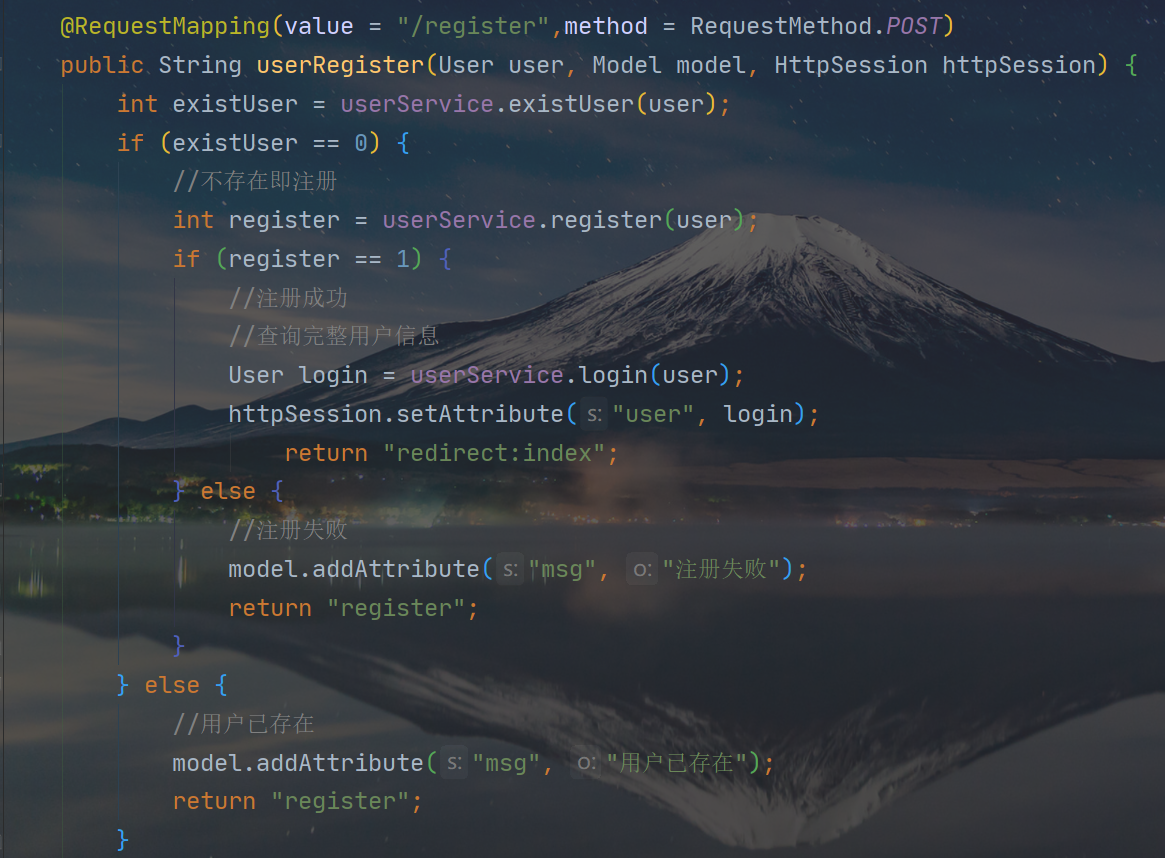 @RequestMapping(value = "/register",method = RequestMethod.POST)
public String userRegister(User user, Model model, HttpSession httpSession) {
int existUser = userService.existUser(user);
if (existUser == 0) {
//不存在即注册
int register = userService.register(user);
if (register == 1) {
//注册成功
//查询完整用户信息
User login = userService.login(user);
httpSession.setAttribute( s: "user", login);
return "redirect:index";
} else {
//注册失败
model.addAttribute( s: "msg", o: "注册失败");
return "register";
}
} else {
//用户已存在
model.addAttribute( s: "msg", o: "用户已存在");
return "register";
}